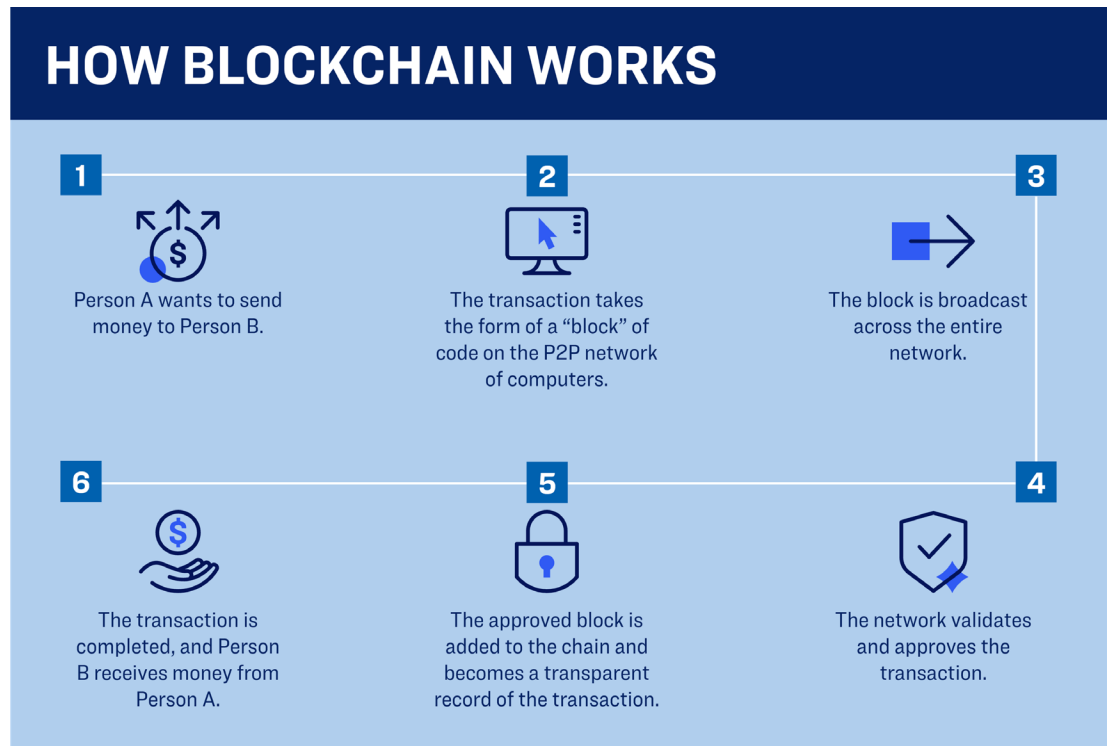 HOW BLOCKCHAIN WORKS
1
2
3
$
Person A wants to send
money to Person B.
The transaction takes
the form of a “block” of
code on the P2P network
of computers.
The block is broadcast
across the entire
network.
4
The network validates
and approves the
transaction.
5
The approved block is
added to the chain and
becomes a transparent
record of the transaction.
6
$
The transaction is
completed, and Person
B receives money from
Person A.